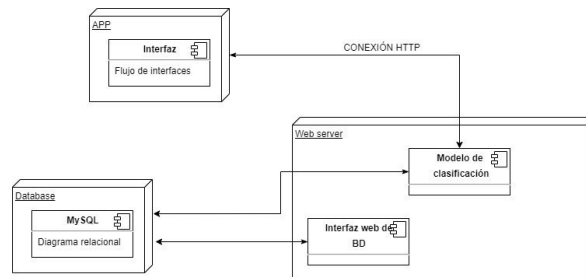 APP
Interfaz
Flujo de interfaces
CONEXIÓN HTTP
Web server
Modelo de
clasificación
Database
MySQL
Diagrama relacional
Interfaz web de
BD